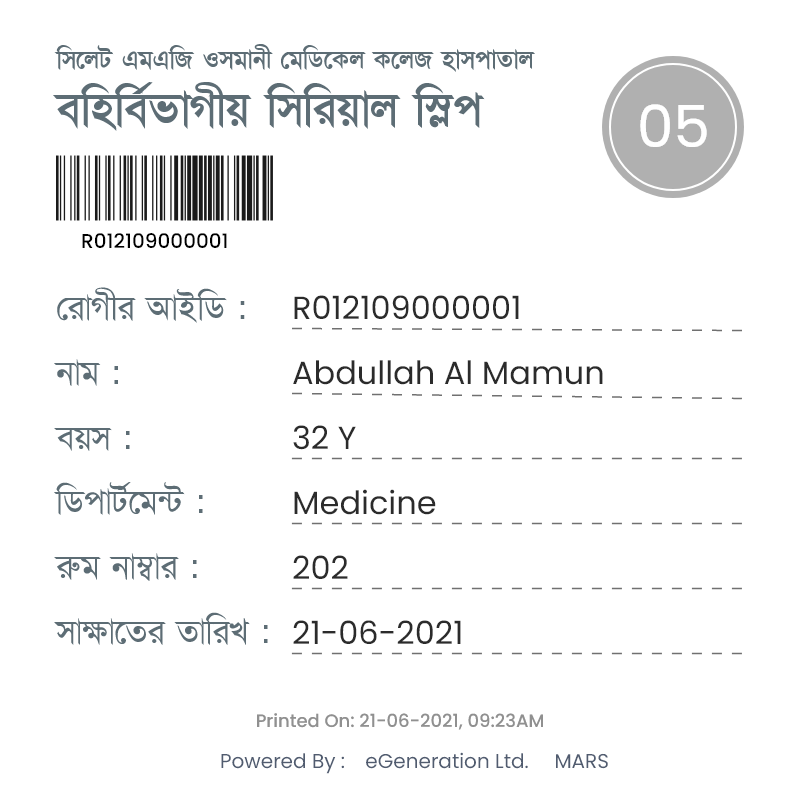 সিলেট এমএজি ওসমানী মেডিকেল কলেজ হাসপাতাল
বহির্বিভাগীয় সিরিয়াল স্লিপ
05
R012109000001
রোগীর আইডি : R012109000001
নাম : Abdullah Al Mamun
বয়স : 32 Y
ডিপার্টমেন্ট : Medicine
রুম নাম্বার : 202
সাক্ষাতের তারিখ : 21-06-2021
Printed On: 21-06-2021, 09:23AM
Powered By : eGeneration Ltd. MARS